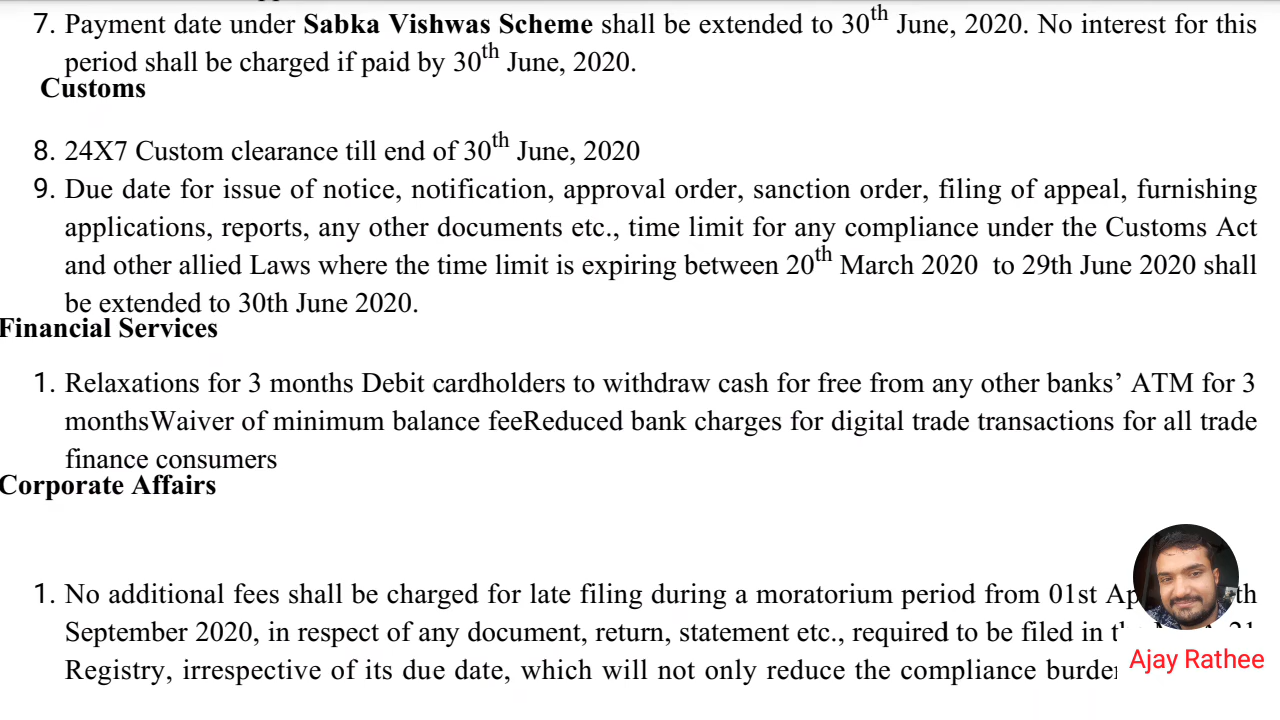 7. Payment date under Sabka Vishwas Scheme shall be extended to 30th June, 2020. No interest for this
period shall be charged if paid by 30th June, 2020.
Customs
8. 24X7 Custom clearance till end of 30th June, 2020
9. Due date for issue of notice, notification, approval order, sanction order, filing of appeal, furnishing
applications, reports, any other documents etc., time limit for any compliance under the Customs Act
and other allied Laws where the time limit is expiring between 20th March 2020 to 29th June 2020 shall
be extended to 30th June 2020.
Financial Services
1. Relaxations for 3 months Debit cardholders to withdraw cash for free from any other banks’ ATM for 3
monthsWaiver of minimum balance feeReduced bank charges for digital trade transactions for all trade
finance consumers
Corporate Affairs
1. No additional fees shall be charged for late filing during a moratorium period from 01st
September 2020, in respect of any document, return, statement etc., required to be filed in
Registry, irrespective of its due date, which will not only reduce the compliance
Ajay Rathee